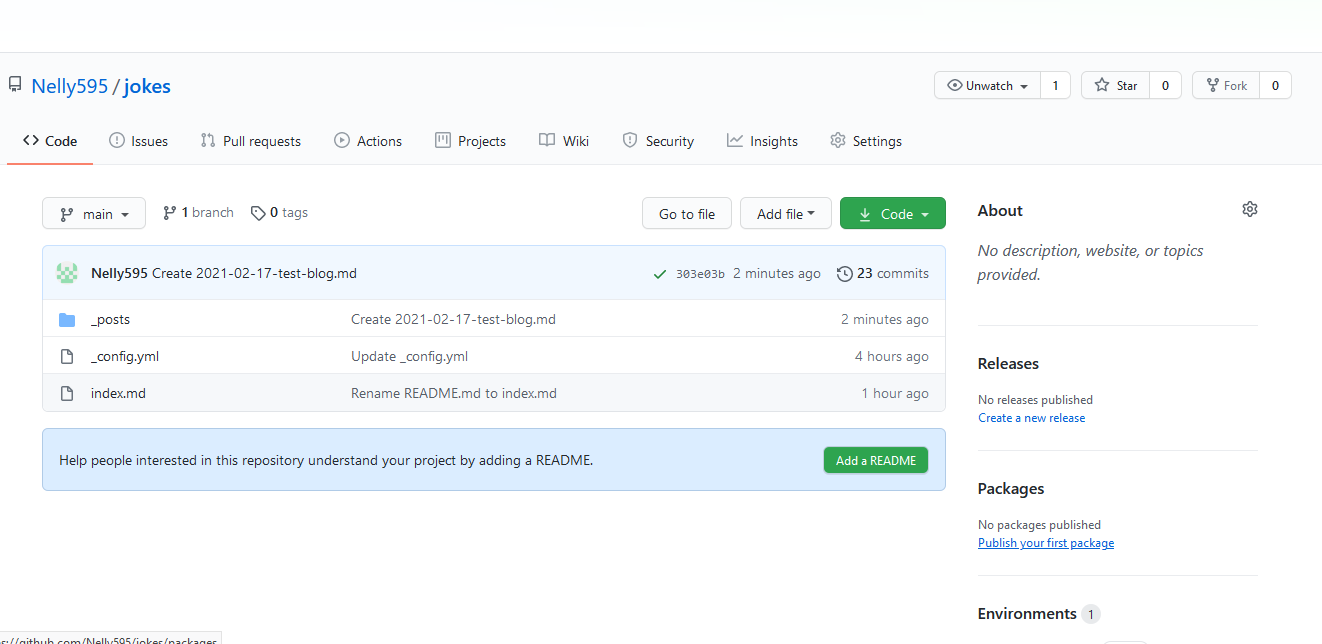 Nelly595 / jokes
Unwatch 1 Star 0 Fork 0
Code Issues Pull requests Actions Projects Wiki Security Insights Settings
main 1 branch 0 tags Go to file Add file Code
Nelly595 Create 2021-02-17-test-blog.md 303e03b 2 minutes ago 23 commits
_posts Create 2021-02-17-test-blog.md 2 minutes ago
_config.yml Update _config.yml 4 hours ago
index.md Rename README.md to index.md 1 hour ago
Help people interested in this repository understand your project by adding a README. Add a README
About
No description, website, or topics
provided.
Releases
No releases published
Create a new release
Packages
No packages published
Publish your first package
Environments 1
s://github.com/Nelly595/jokes/packages